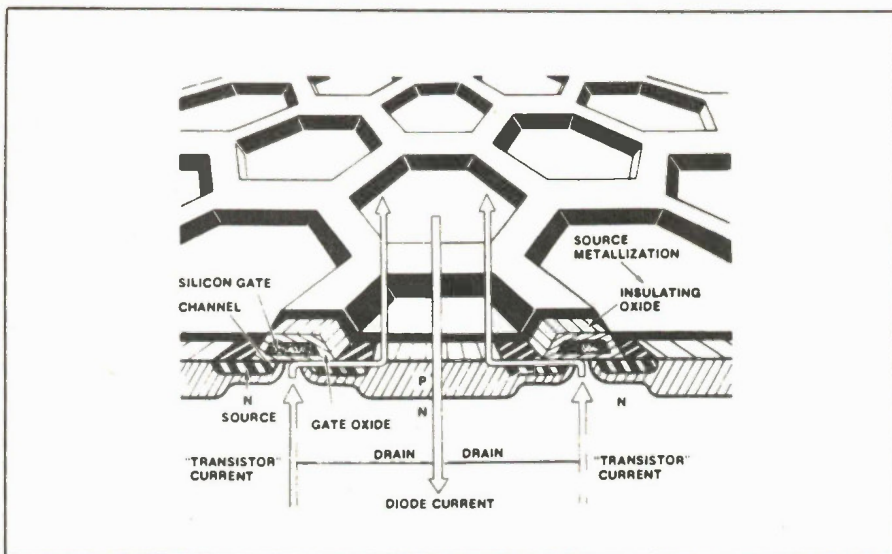 SOURCE
METALLIZATION
SILICON GATE
INSULATING
OXIDE
CHANNEL
P
N
N
N
SOURCE
GATE OXIDE
"TRANSISTOR"
CURRENT
DRAIN
DRAIN
"TRANSISTOR"
CURRENT
DIODE CURRENT